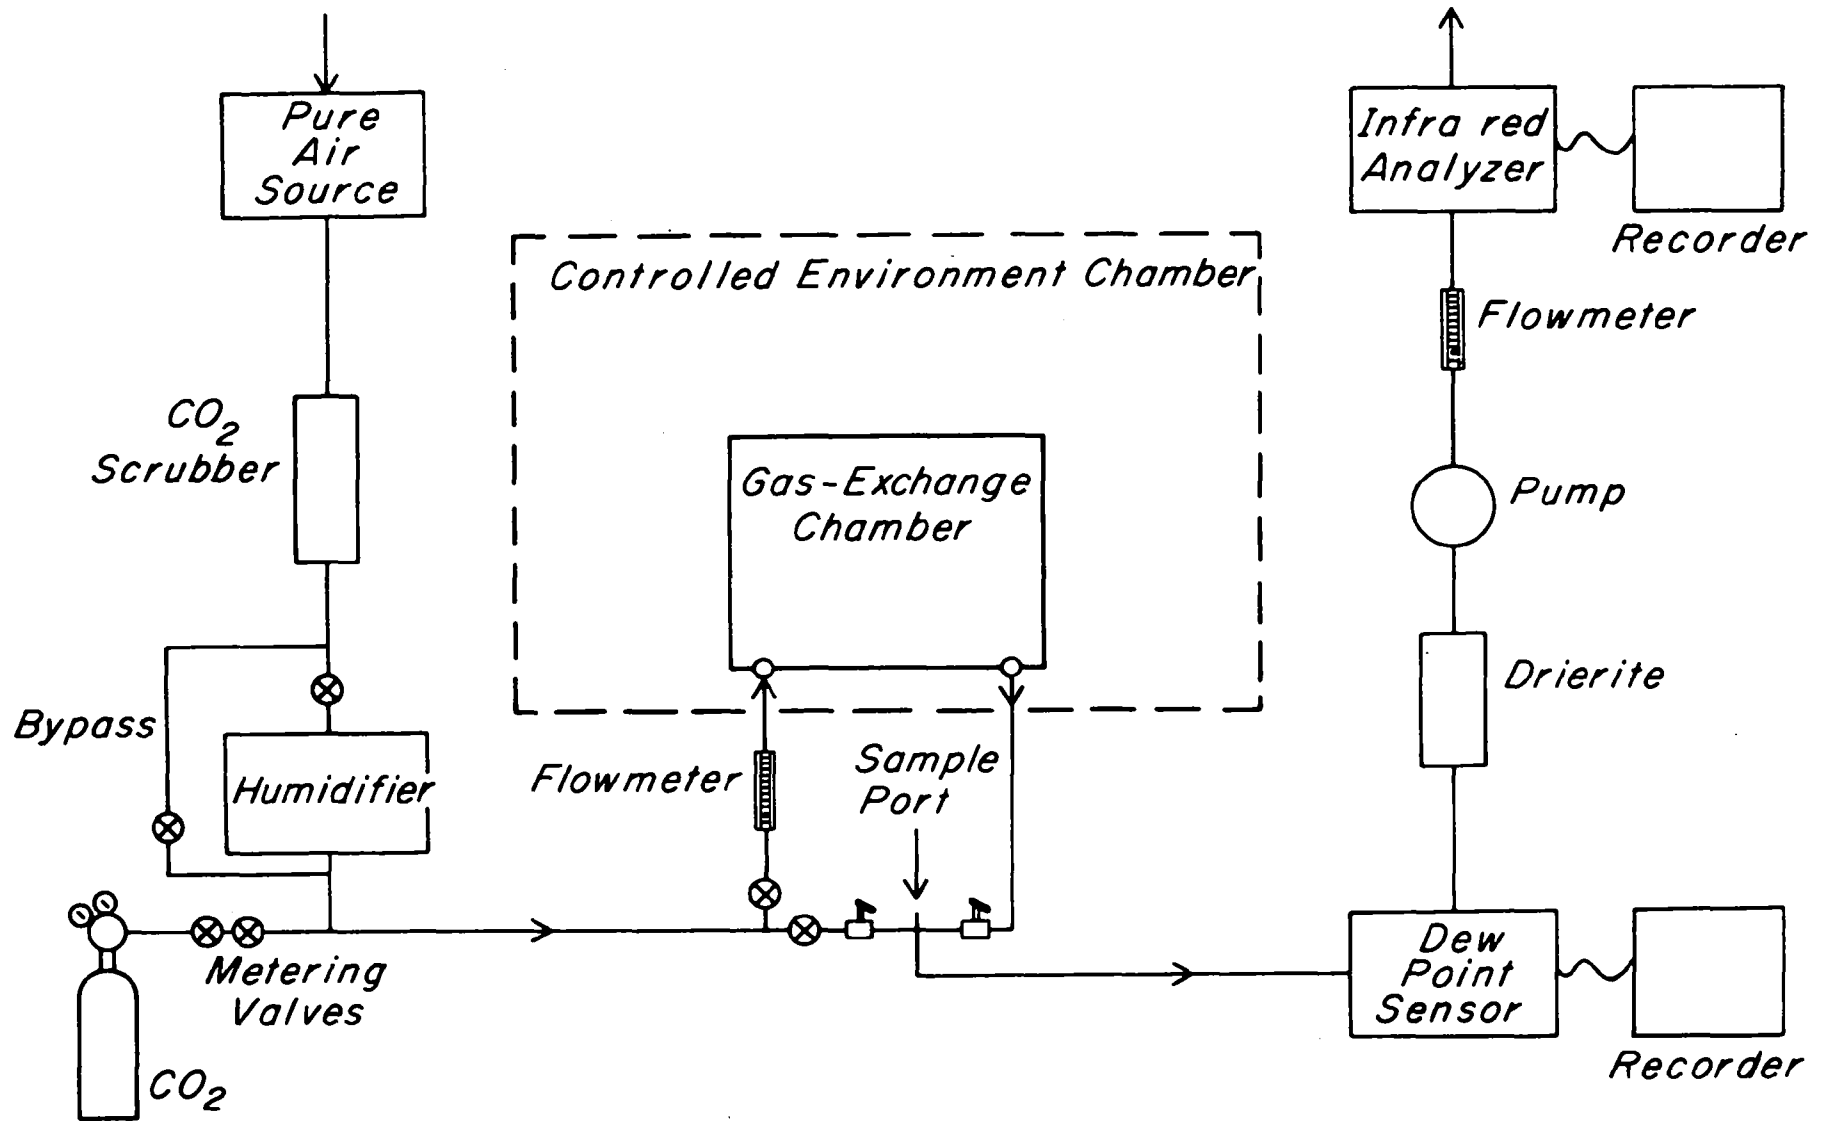 Pure
Air
Source
CO2
Scrubber
Bypass
Humidifier
Metering
Valves
CO2
Controlled Environment Chamber
Gas-Exchange
Chamber
Flowmeter
Sample
Port
Infra red
Analyzer
Recorder
Flowmeter
Pump
Drierite
Dew
Point
Sensor
Recorder